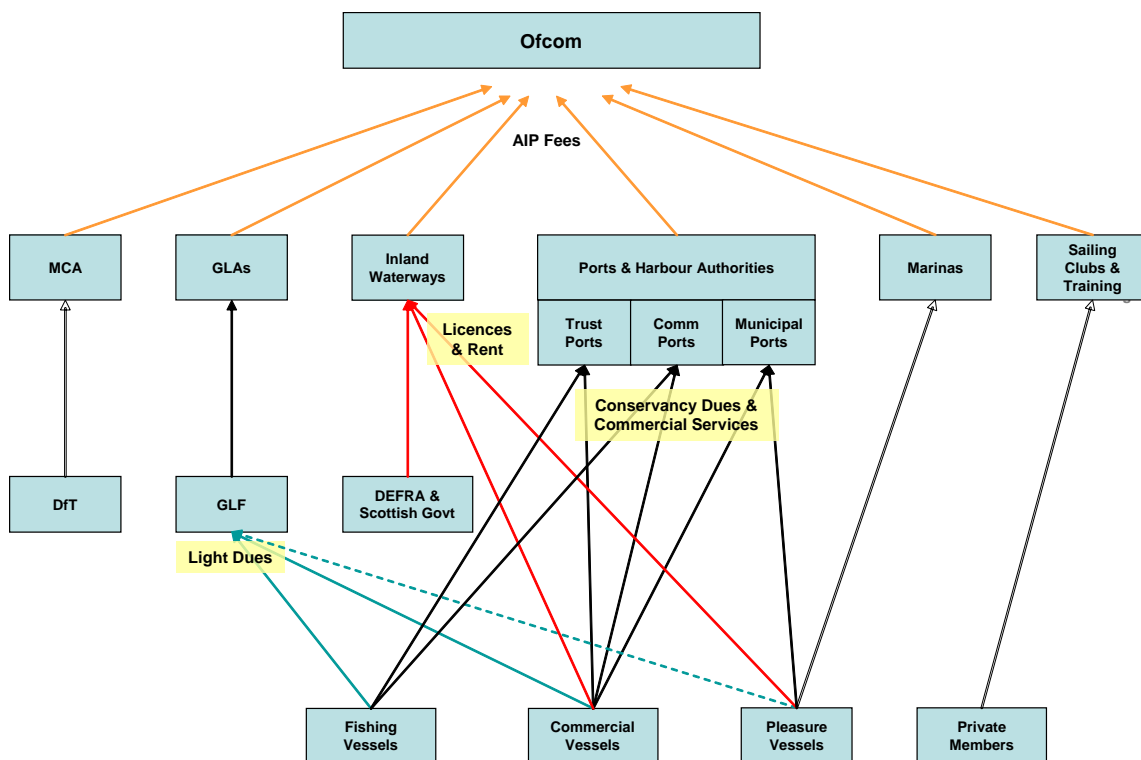 Ofcom
AIP Fees
MCA
GLAs
Inland
Waterways
Ports & Harbour Authorities
Marinas
Sailing
Clubs &
Training
Trust
Ports
Comm
Ports
Municipal
Ports
Licences
& Rent
Conservancy Dues &
Commercial Services
DfT
GLF
DEFRA &
Scottish Govt
Light Dues
Fishing
Vessels
Commercial
Vessels
Pleasure
Vessels
Private
Members